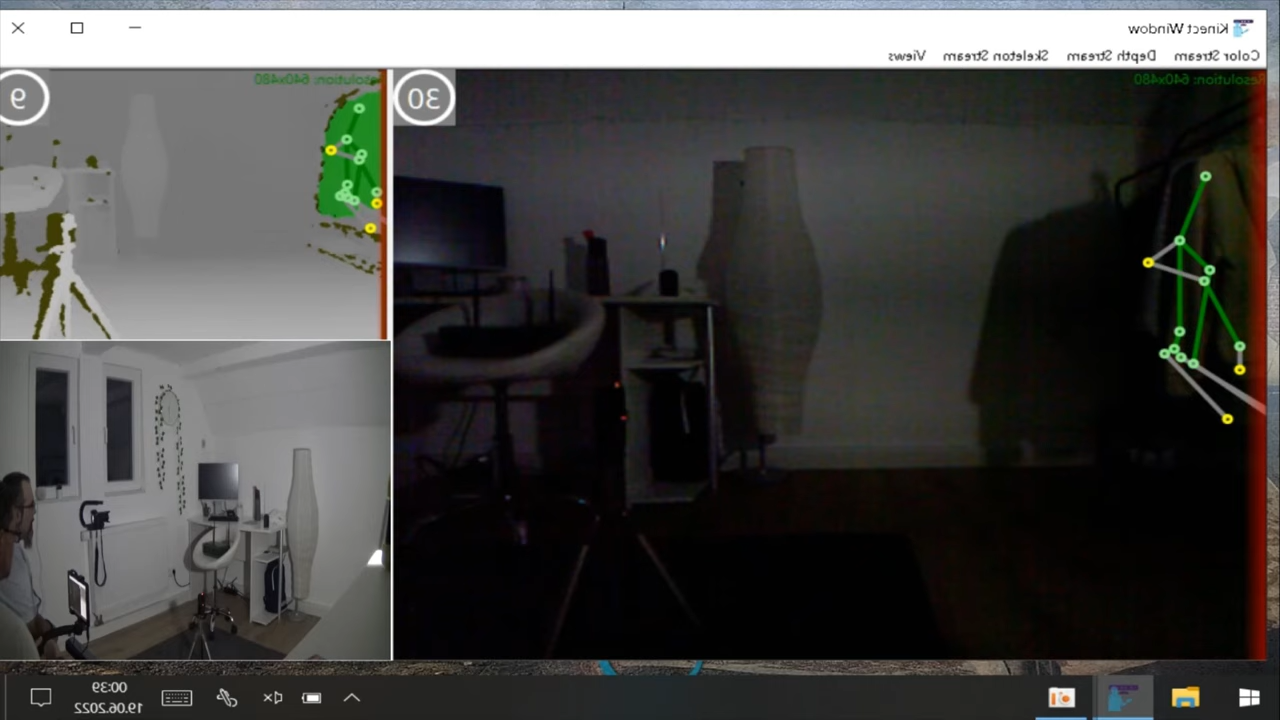 Kinect Window
Color Stream Depth Stream Skeleton Stream Views
Resolution: 640x480
30
Resolution: 640x480
9
00:39
19.06.2022